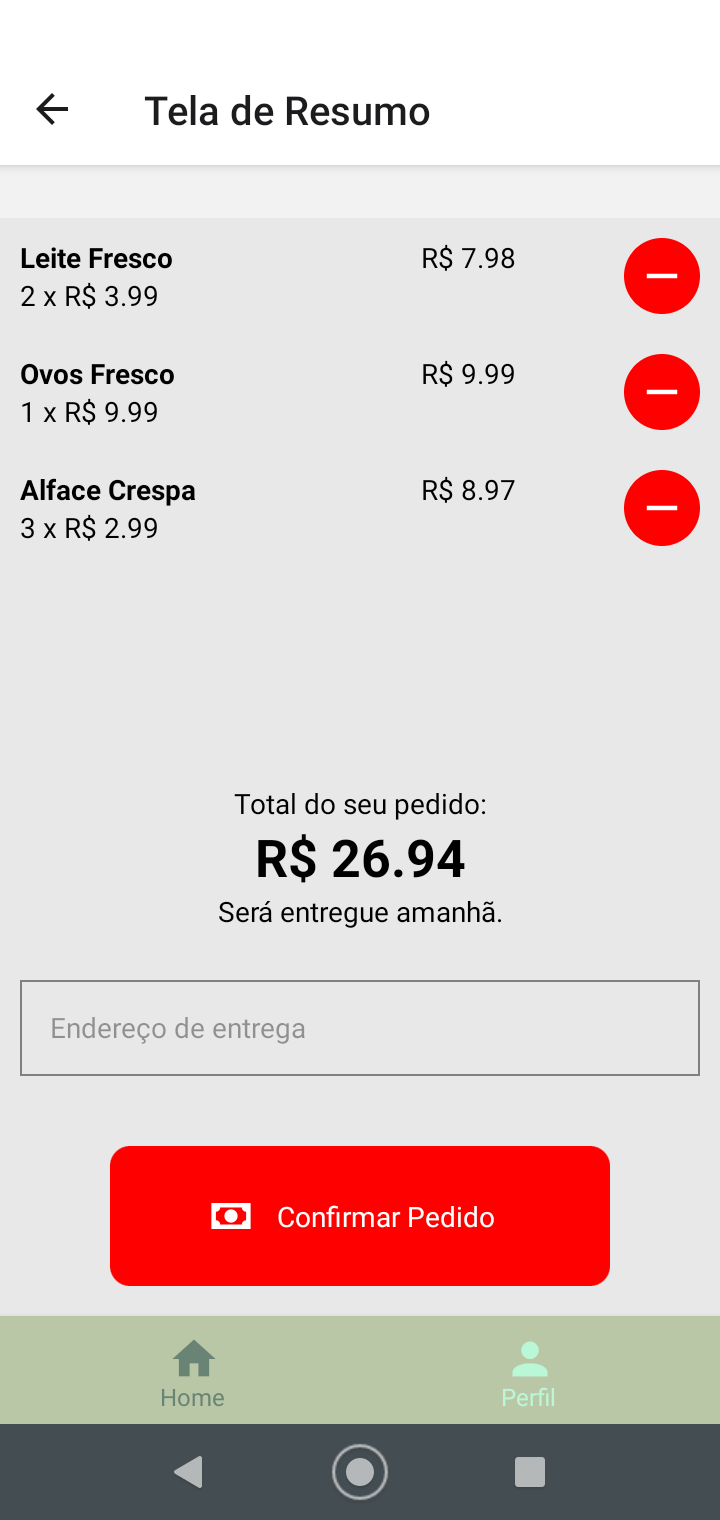 Tela de Resumo
Leite Fresco
R$ 7.98
2 x R$ 3.99
Ovos Fresco
R$ 9.99
1 x R$ 9.99
Alface Crespa
R$ 8.97
3 x R$ 2.99
Total do seu pedido:
R$ 26.94
Será entregue amanhã.
Endereço de entrega
Confirmar Pedido
Home
Perfil